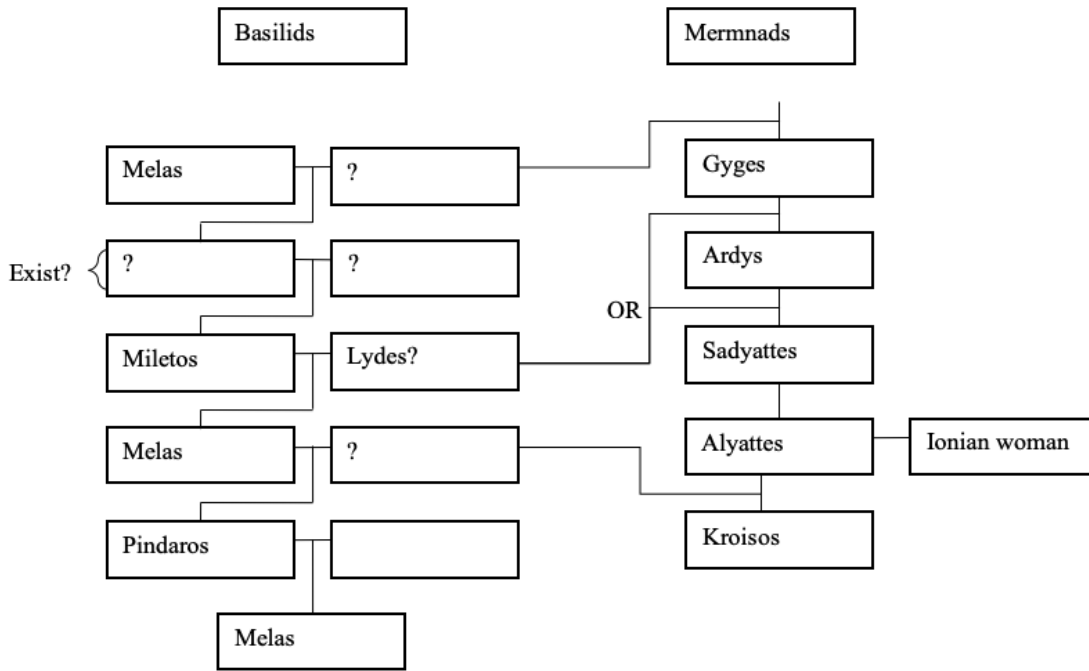 Basilids
Mermnads
Melas
?
Gyges
Exist?
?
?
Ardys
OR
Miletos
Lydes?
Sadyattes
Melas
?
Alyattes
Ionian woman
Pindaros
Kroisos
Melas